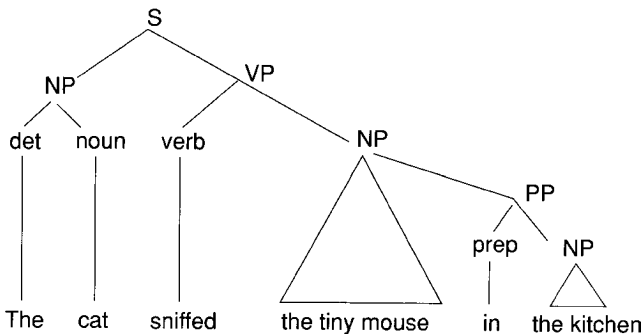 S
NP VP
det noun verb NP
PP
prep NP
The cat sniffed the tiny mouse in the kitchen